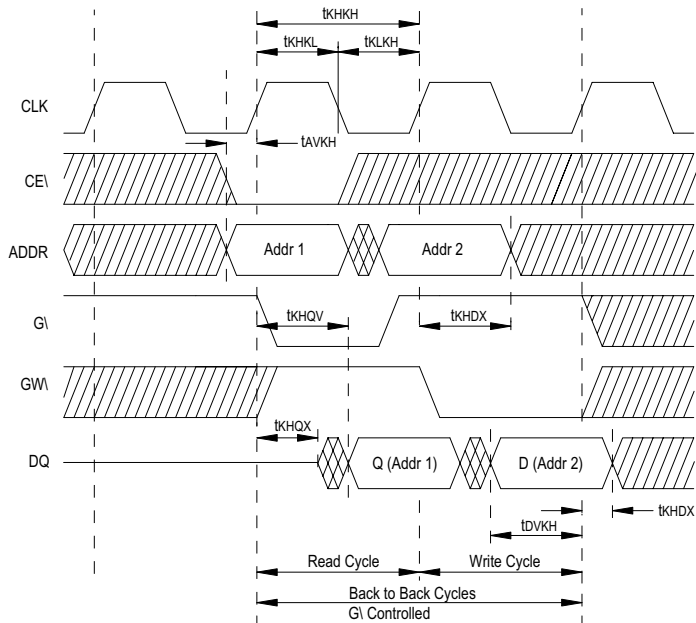 tKHKH
tKHKL
tKLKH
CLK
tAVKH
CE\
ADDR
Addr 1
Addr 2
G\
tKHQV
tKHDX
GW\
tKHQX
DQ
Q (Addr 1)
D (Addr 2)
tKHDX
tDVKH
Read Cycle
Write Cycle
Back to Back Cycles
G\ Controlled